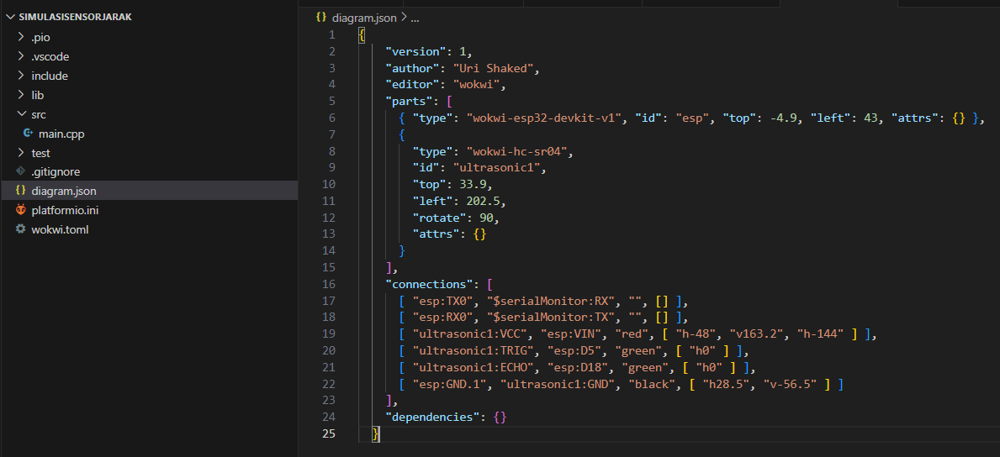 SIMULASISENSORJARAK
.pio
.vscode
include
lib
src
main.cpp
test
.gitignore
diagram.json
platformio.ini
wokwi.toml
diagram.json > ...
1 {
2 "version": 1,
3 "author": "Uri Shaked",
4 "editor": "wokwi",
5 "parts": [
6 { "type": "wokwi-esp32-devkit-v1", "id": "esp", "top": -4.9, "left": 43, "attrs": {} },
7 {
8 "type": "wokwi-hc-sr04",
9 "id": "ultrasonic1",
10 "top": 33.9,
11 "left": 202.5,
12 "rotate": 90,
13 "attrs": {}
14 }
15 ],
16 "connections": [
17 [ "esp:TX0", "$serialMonitor:RX", "", [] ],
18 [ "esp:RX0", "$serialMonitor:TX", "", [] ],
19 [ "ultrasonic1:VCC", "esp:VIN", "red", [ "h-48", "v163.2", "h-144" ] ],
20 [ "ultrasonic1:TRIG", "esp:D5", "green", [ "h0" ] ],
21 [ "ultrasonic1:ECHO", "esp:D18", "green", [ "h0" ] ],
22 [ "esp:GND.1", "ultrasonic1:GND", "black", [ "h28.5", "v-56.5" ] ]
23 ],
24 "dependencies": {}
25 }